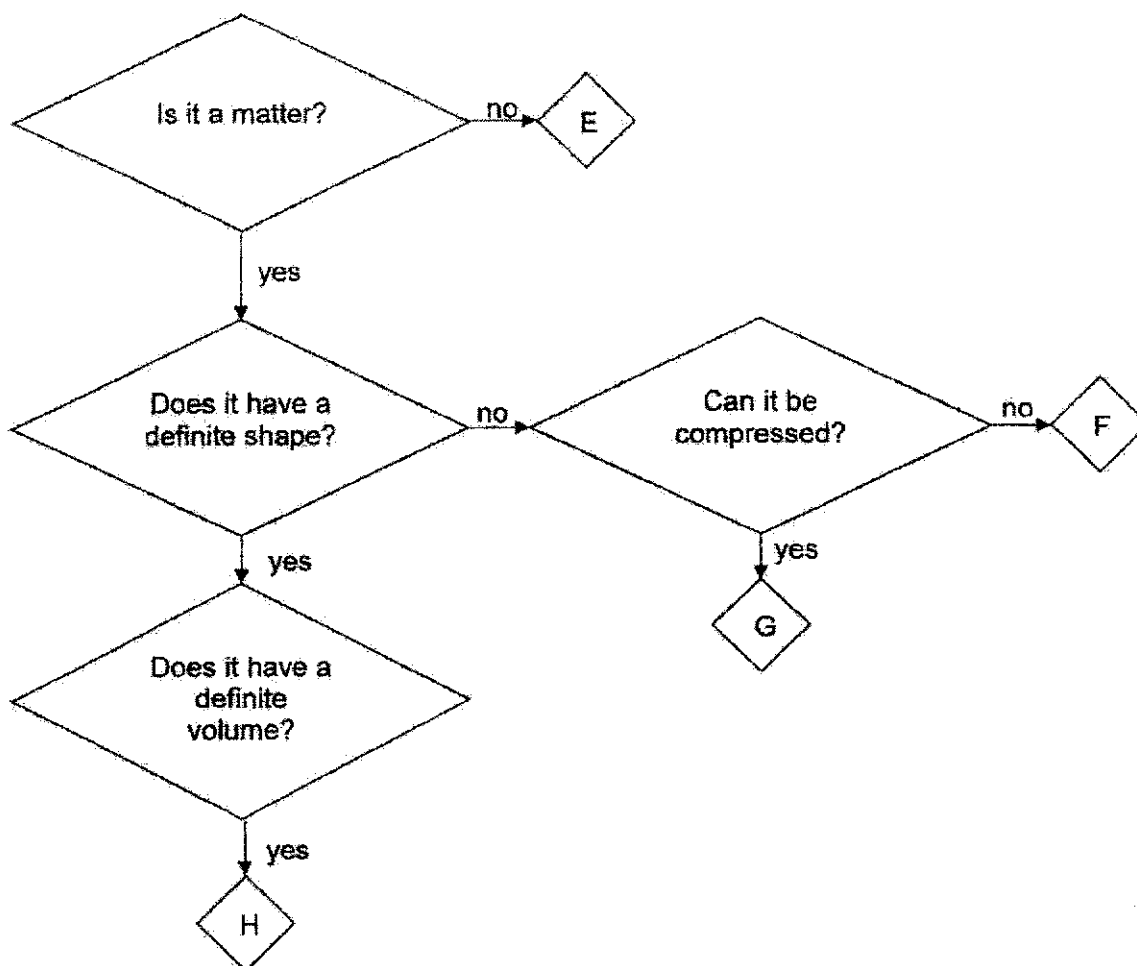 Is it a matter?
no
E
yes
Does it have a
definite shape?
no
Can it be
compressed?
no
F
yes
yes
G
Does it have a
definite
volume?
yes
H